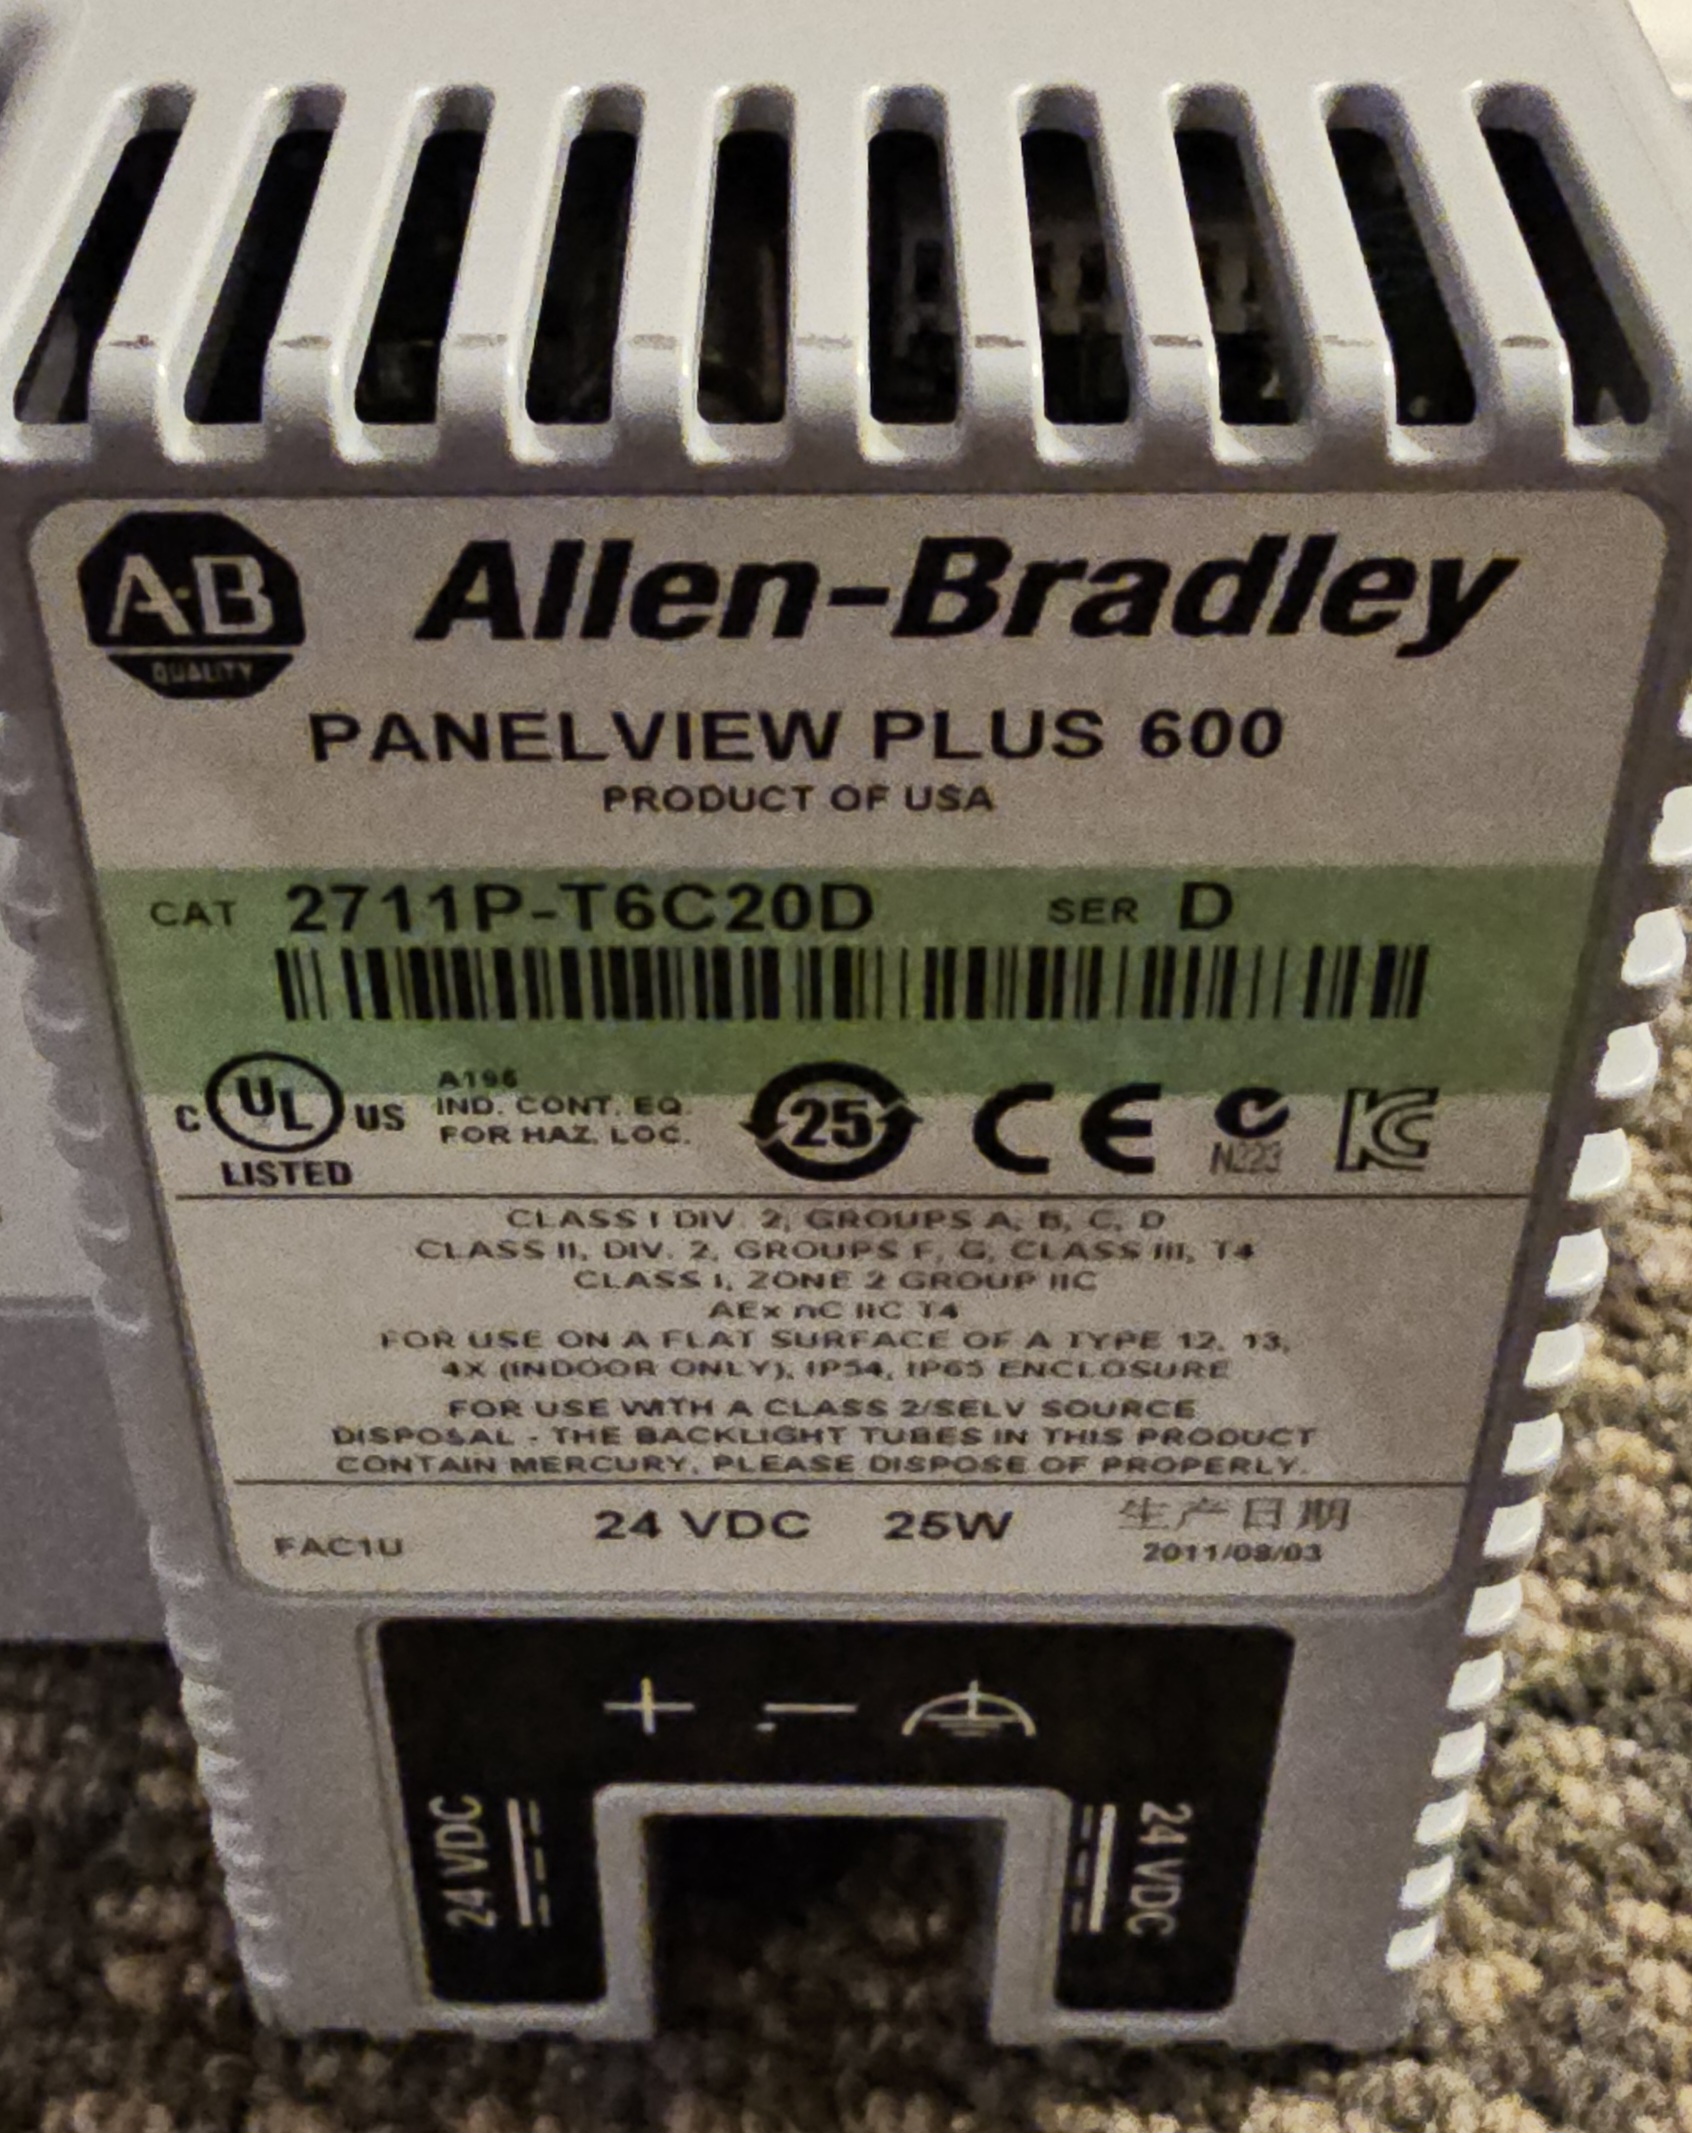 A·B
QUALITY
Allen-Bradley
PANELVIEW PLUS 600
PRODUCT OF USA
CAT 2711P-T6C20D SER D
C UL US
LISTED
A196
IND. CONT. EQ.
FOR HAZ. LOC.
25
CE
N223
KC
CLASS I DIV. 2, GROUPS A, B, C, D
CLASS II, DIV. 2, GROUPS F, G, CLASS III, T4
CLASS I, ZONE 2 GROUP IIC
AEx nC IIC T4
FOR USE ON A FLAT SURFACE OF A TYPE 12, 13,
4X (INDOOR ONLY), IP54, IP65 ENCLOSURE
FOR USE WITH A CLASS 2/SELV SOURCE
DISPOSAL - THE BACKLIGHT TUBES IN THIS PRODUCT
CONTAIN MERCURY, PLEASE DISPOSE OF PROPERLY.
FAC1U
24 VDC 25W
生产日期
2011/08/03
+ -
24 VDC
24 VDC